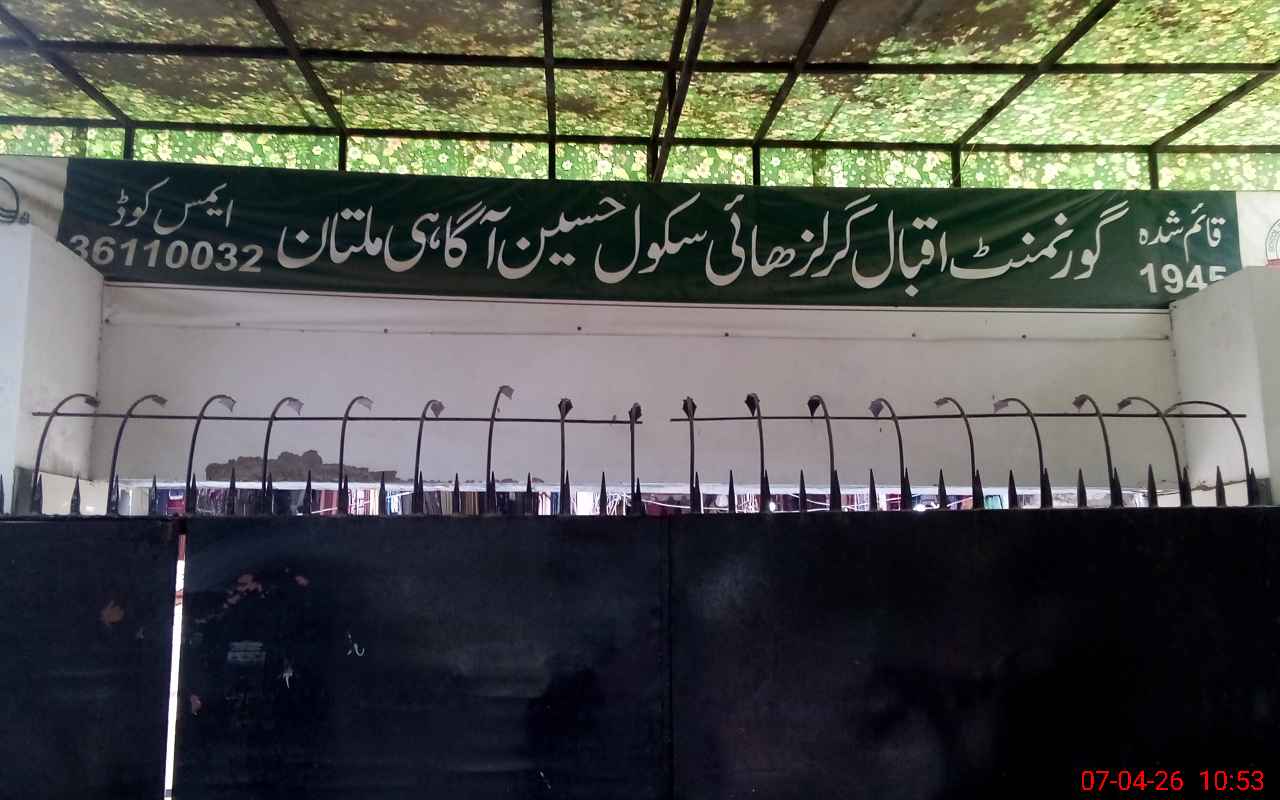 قائم شدہ
1945
گورنمنٹ اقبال گرلز ھائی سکول حسین آگاہی ملتان
ایمس کوڈ
36110032
07-04-26 10:53